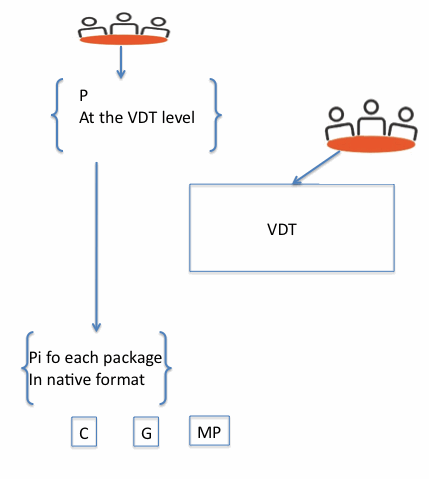 P
At the VDT level
VDT
Pi fo each package
In native format
C
G
MP